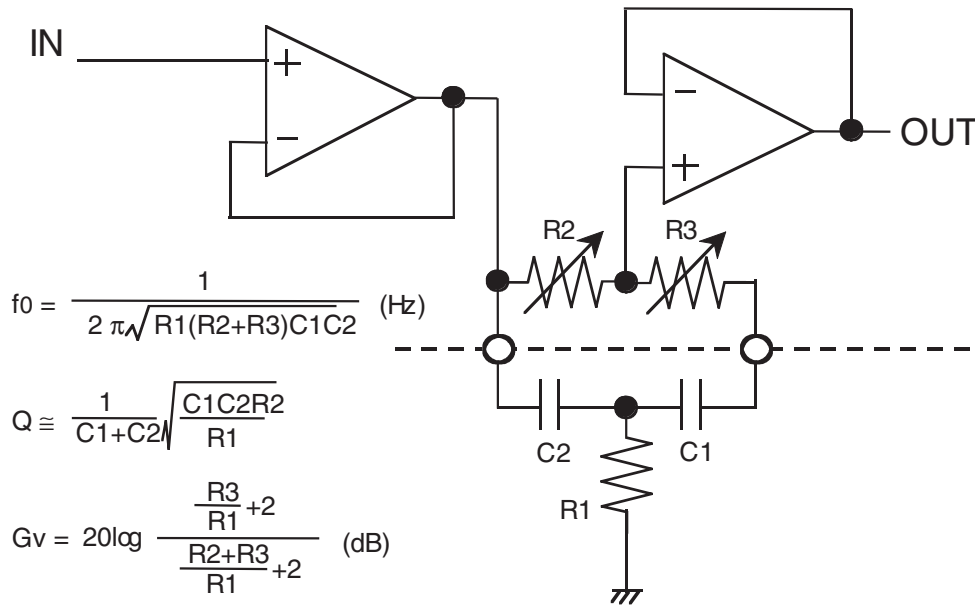 IN
+
−
−
+
OUT
R2
R3
f0 = 1 / 2 π√R1(R2+R3)C1C2 (Hz)
Q ≅ 1 / C1+C2 √C1C2R2 / R1
C2
C1
R1
Gv = 20log R3 / R1 +2 / R2+R3 / R1 +2 (dB)